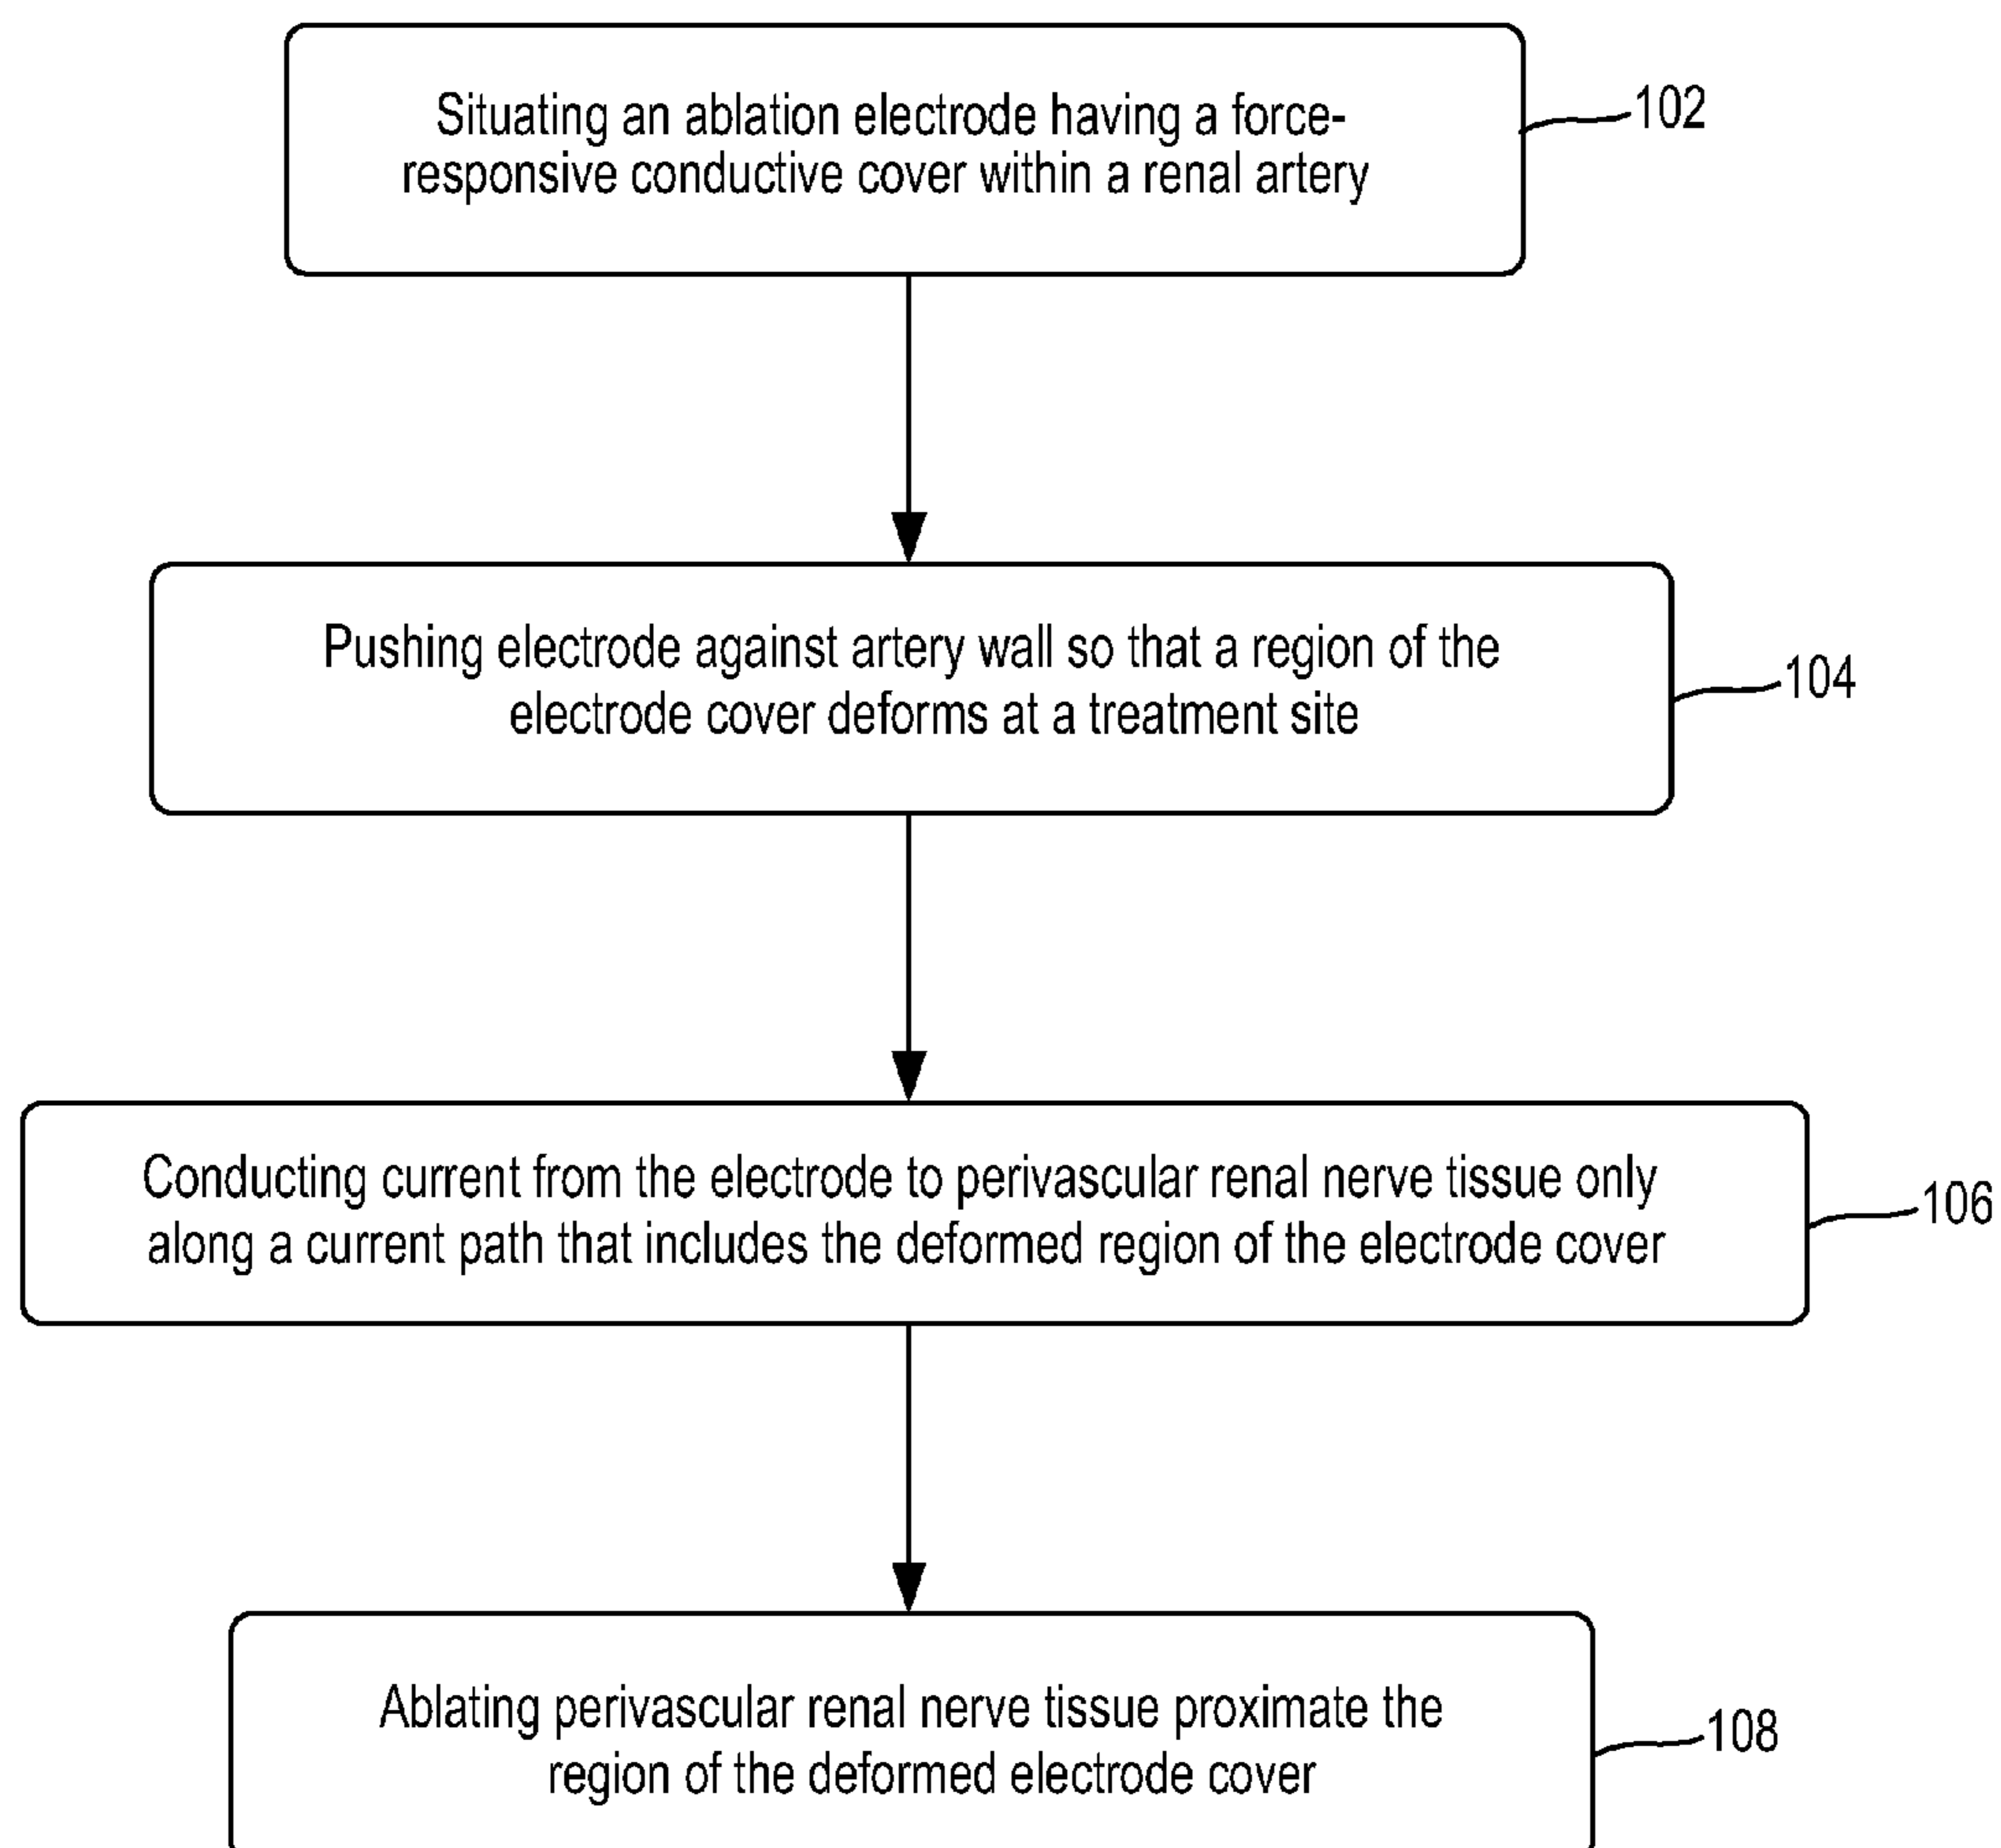 Situating an ablation electrode having a force-
responsive conductive cover within a renal artery
102
Pushing electrode against artery wall so that a region of the
electrode cover deforms at a treatment site
104
Conducting current from the electrode to perivascular renal nerve tissue only
along a current path that includes the deformed region of the electrode cover
106
Ablating perivascular renal nerve tissue proximate the
region of the deformed electrode cover
108